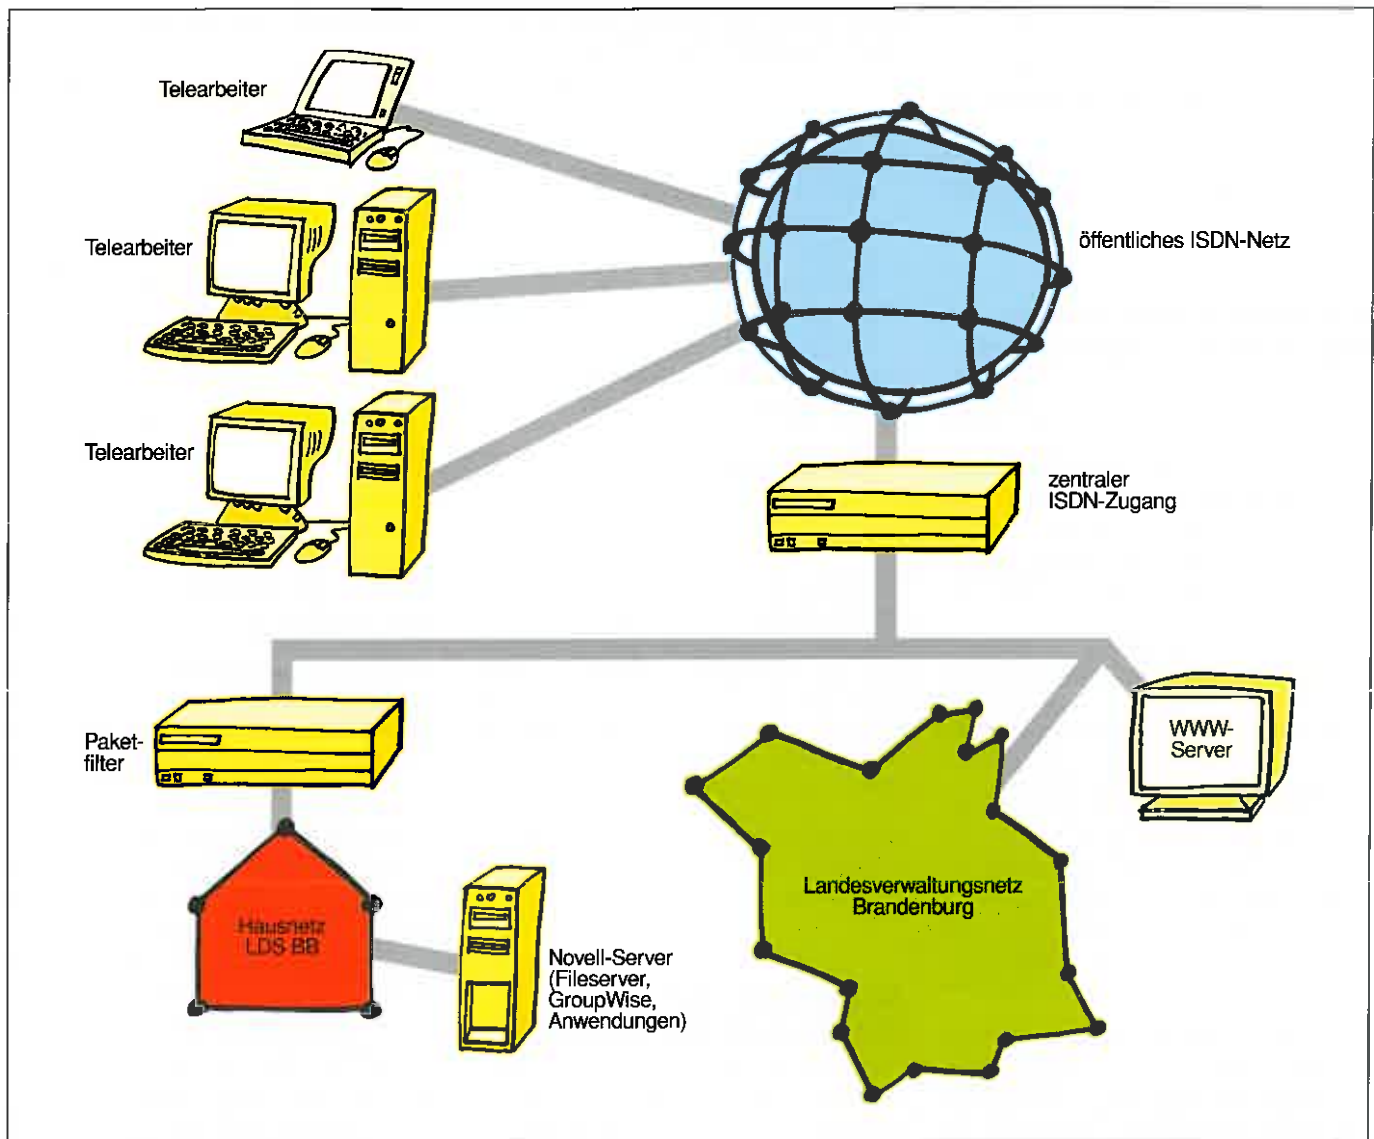 Telearbeiter
Telearbeiter
öffentliches ISDN-Netz
Telearbeiter
zentraler
ISDN-Zugang
Paket-
filter
WWW-
Server
Hausnetz
LDS BB
Landesverwaltungsnetz
Brandenburg
Novell-Server
(Fileserver,
GroupWise,
Anwendungen)